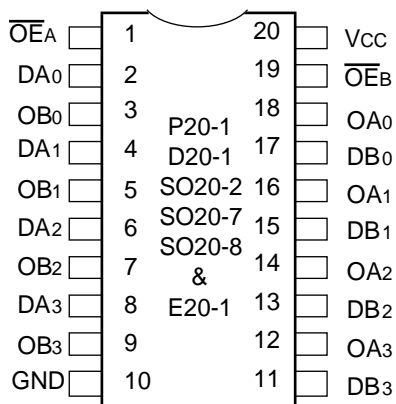 OEA 1 20 VCC
DA0 2 19 OEB
OB0 3 18 OA0
P20-1
DA1 4 17 DB0
D20-1
OB1 5 SO20-2 16 OA1
DA2 6 SO20-7 15 DB1
OB2 7 SO20-8 14 OA2
&
DA3 8 E20-1 13 DB2
OB3 9 12 OA3
GND 10 11 DB3